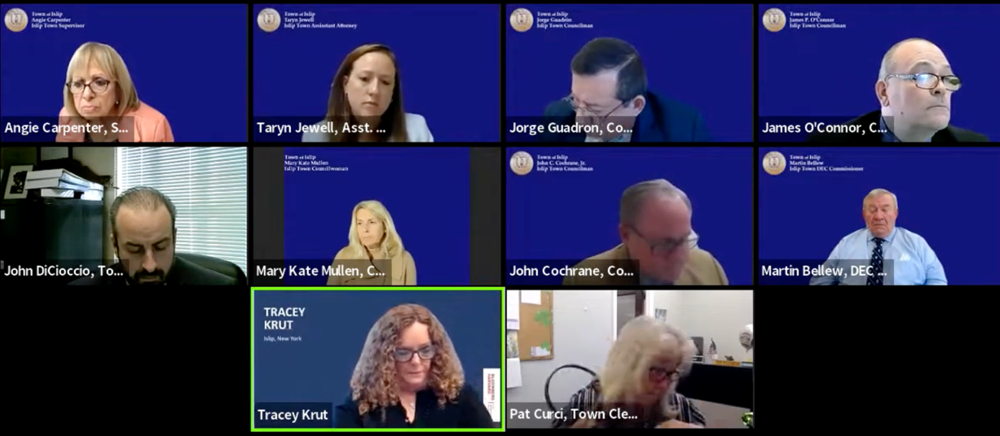 Town of Islip
Angie Carpenter
Islip Town Supervisor
Angie Carpenter, S...
Town of Islip
Taryn Jewell
Islip Town Assistant Attorney
Taryn Jewell, Asst. ...
Town of Islip
Jorge Guadron
Islip Town Councilman
Jorge Guadron, Co...
Town of Islip
James P. O'Connor
Islip Town Councilman
James O'Connor, C...
John DiCioccio, To...
Town of Islip
Mary Kate Mullen
Islip Town Councilwoman
Mary Kate Mullen, C...
Town of Islip
John C. Cochrane, Jr.
Islip Town Councilman
John Cochrane, Co...
Town of Islip
Martin Bellew
Islip Town DEC Commissioner
Martin Bellew, DEC ...
TRACEY
KRUT
Islip, New York
Tracey Krut
Pat Curci, Town Cle...